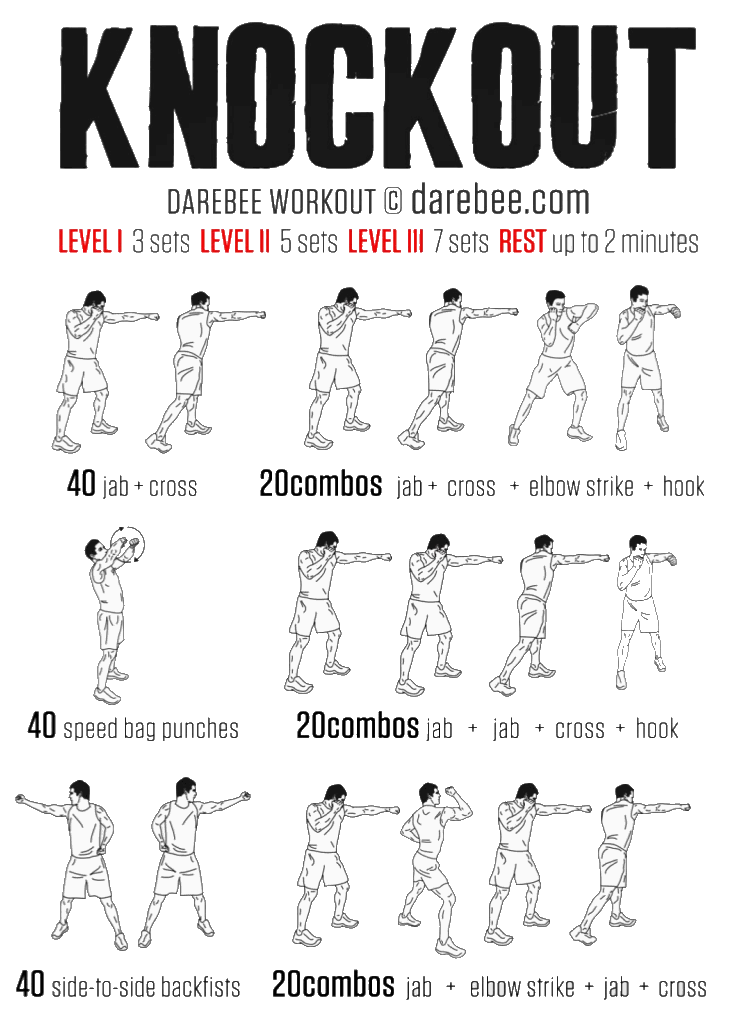 KNOCKOUT
DAREBEE WORKOUT © darebee.com
LEVEL I 3 sets LEVEL II 5 sets LEVEL III 7 sets REST up to 2 minutes
40 jab + cross
20combos jab + cross + elbow strike + hook
40 speed bag punches
20combos jab + jab + cross + hook
40 side-to-side backfists
20combos jab + elbow strike + jab + cross